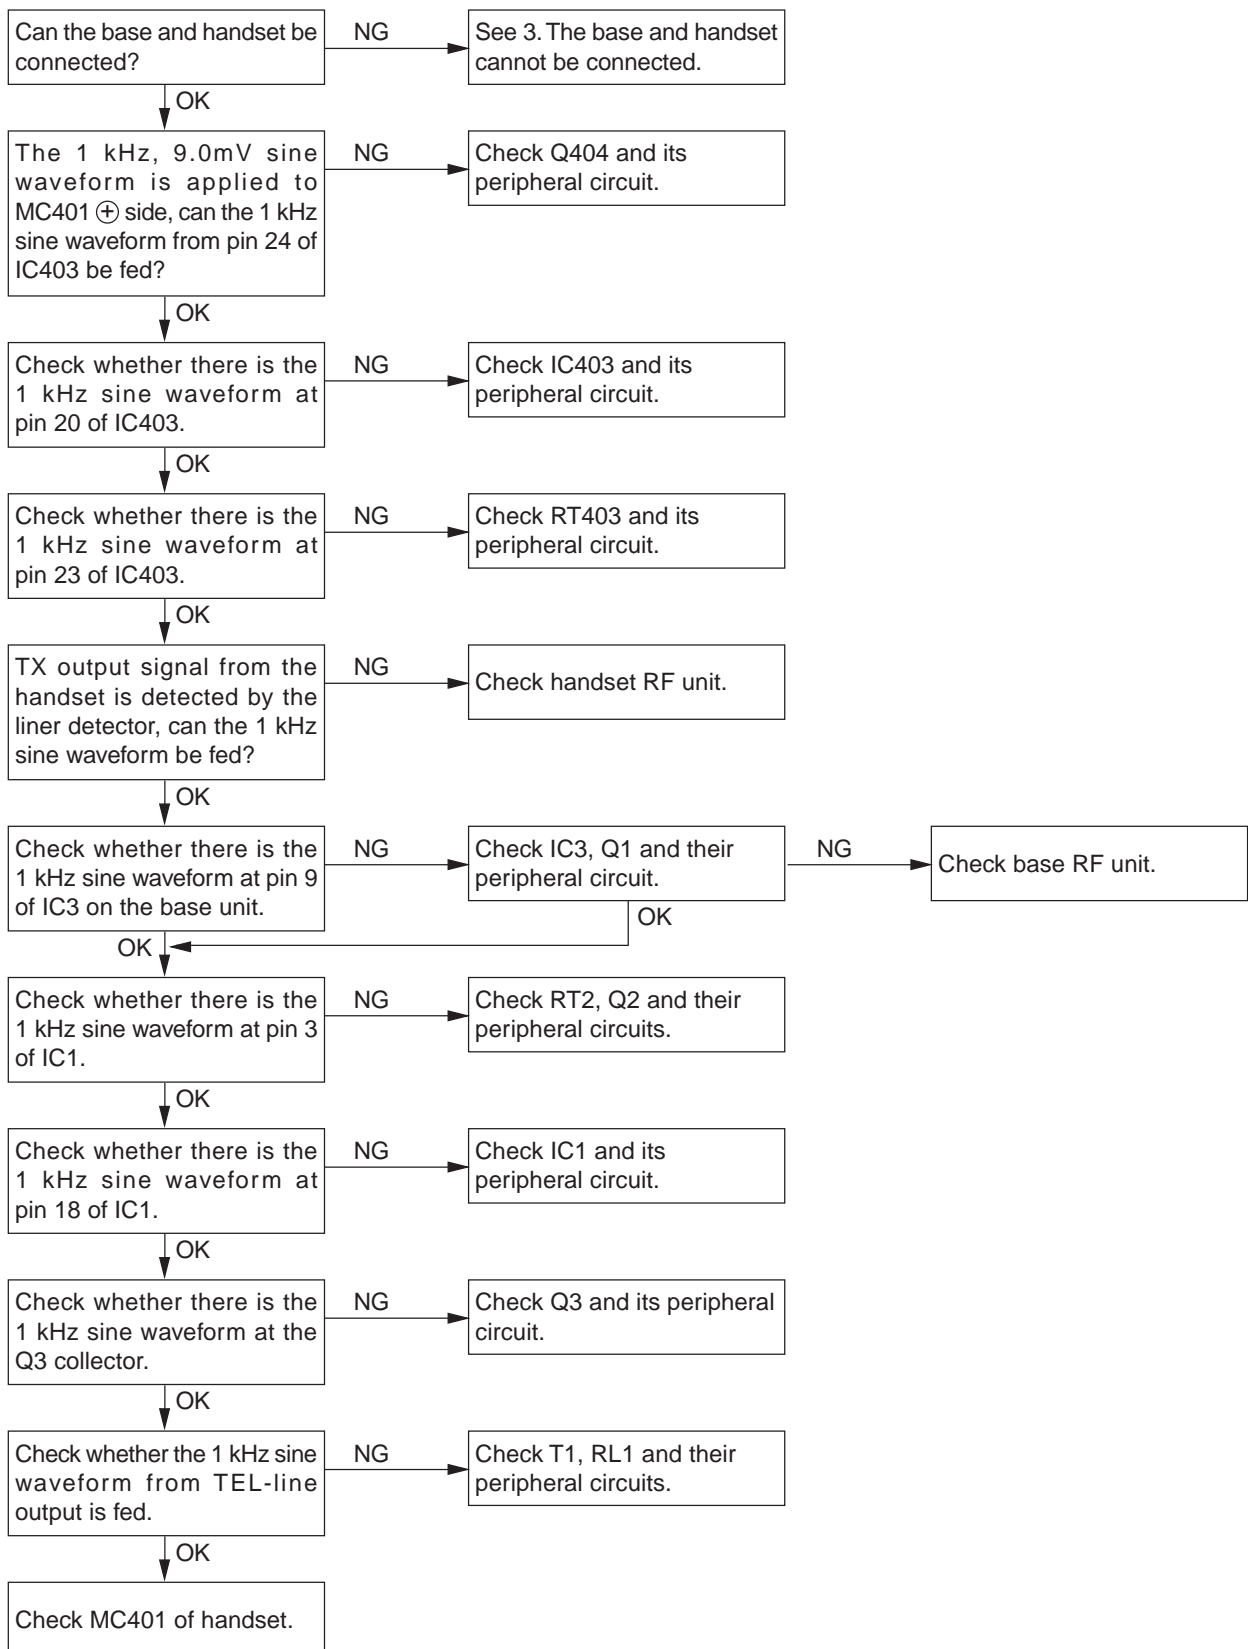 Can the base and handset be
connected?
NG
See 3. The base and handset
cannot be connected.
OK
The 1 kHz, 9.0mV sine
waveform is applied to
MC401 ⊕ side, can the 1 kHz
sine waveform from pin 24 of
IC403 be fed?
NG
Check Q404 and its
peripheral circuit.
OK
Check whether there is the
1 kHz sine waveform at
pin 20 of IC403.
NG
Check IC403 and its
peripheral circuit.
OK
Check whether there is the
1 kHz sine waveform at
pin 23 of IC403.
NG
Check RT403 and its
peripheral circuit.
OK
TX output signal from the
handset is detected by the
liner detector, can the 1 kHz
sine waveform be fed?
NG
Check handset RF unit.
OK
Check whether there is the
1 kHz sine waveform at pin 9
of IC3 on the base unit.
NG
Check IC3, Q1 and their
peripheral circuit.
NG
Check base RF unit.
OK
OK
Check whether there is the
1 kHz sine waveform at pin 3
of IC1.
NG
Check RT2, Q2 and their
peripheral circuits.
OK
Check whether there is the
1 kHz sine waveform at
pin 18 of IC1.
NG
Check IC1 and its
peripheral circuit.
OK
Check whether there is the
1 kHz sine waveform at the
Q3 collector.
NG
Check Q3 and its peripheral
circuit.
OK
Check whether the 1 kHz sine
waveform from TEL-line
output is fed.
NG
Check T1, RL1 and their
peripheral circuits.
OK
Check MC401 of handset.